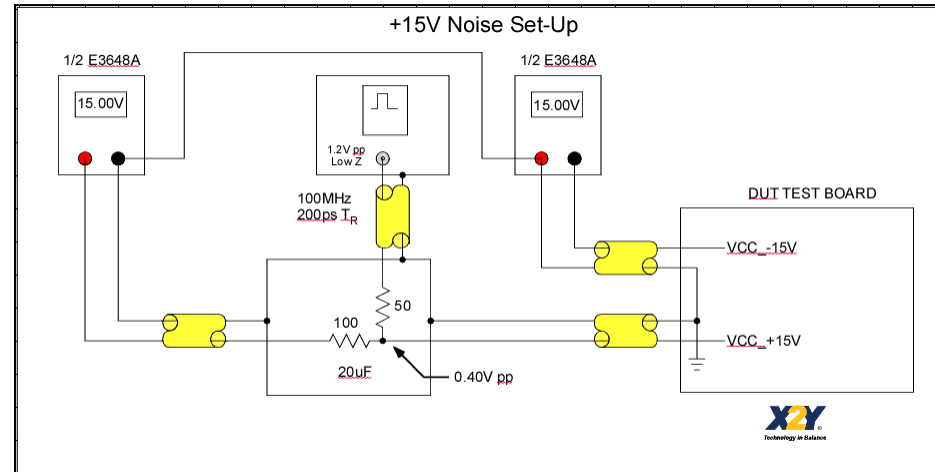 +15V Noise Set-Up
1/2 E3648A
15.00V
1.2V pp
Low Z
1/2 E3648A
15.00V
100MHz
200ps TR
DUT TEST BOARD
VCC_-15V
50
100
VCC_+15V
20uF
0.40V pp
X2Y®
Technology in Balance